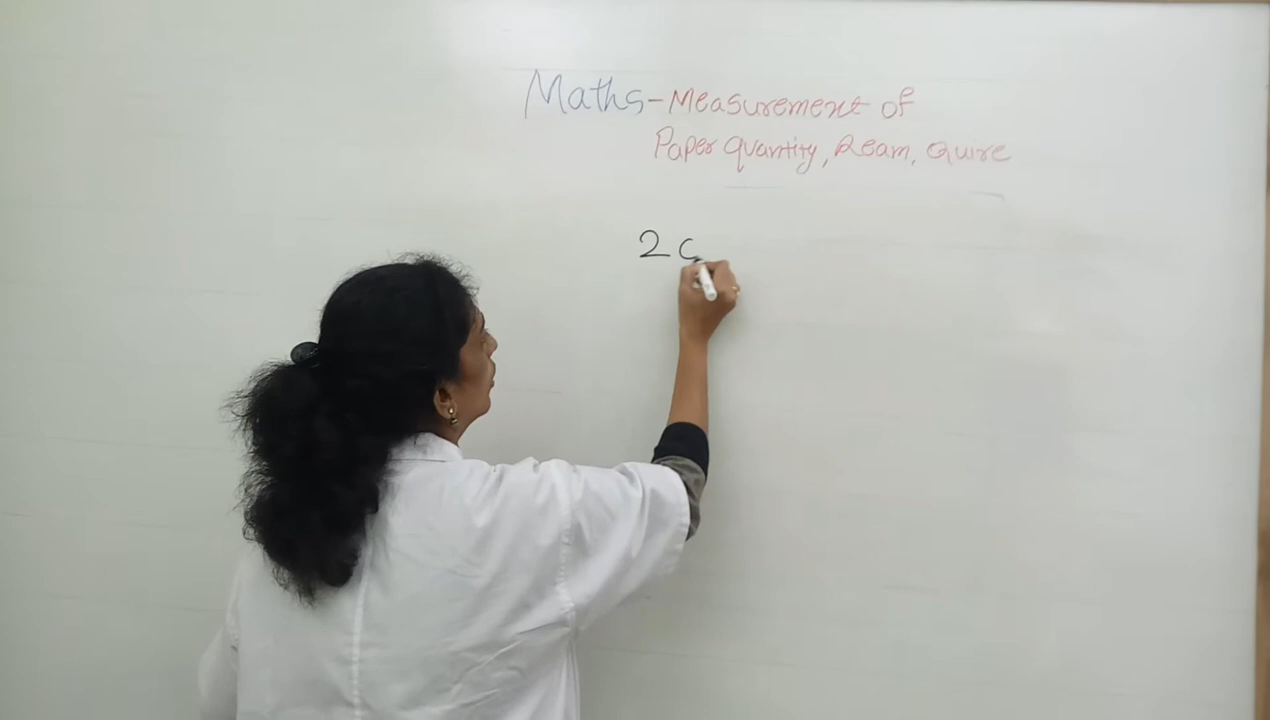 Maths-Measurement of
Paper quantity, Ream, Quire
2 c